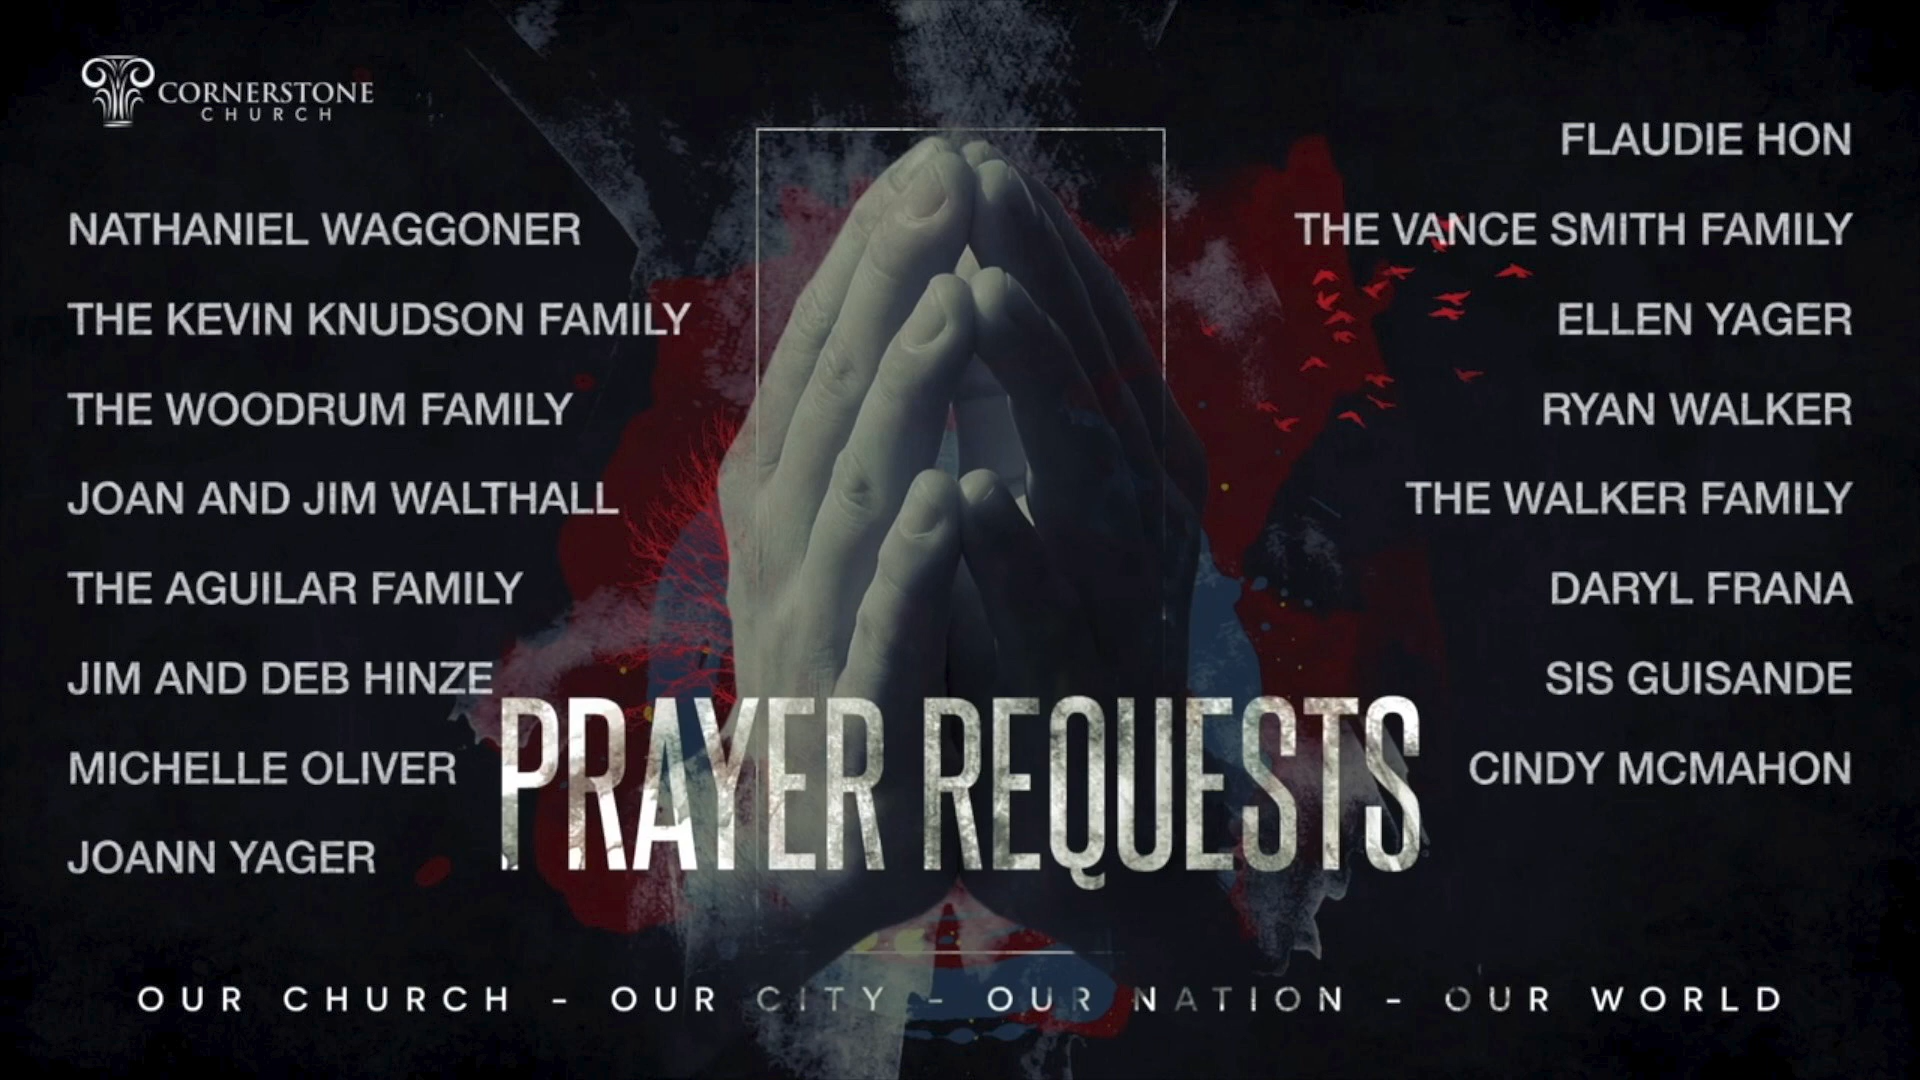 CORNERSTONE
CHURCH
NATHANIEL WAGGONER
THE KEVIN KNUDSON FAMILY
THE WOODRUM FAMILY
JOAN AND JIM WALTHALL
THE AGUILAR FAMILY
JIM AND DEB HINZE
MICHELLE OLIVER
JOANN YAGER
FLAUDIE HON
THE VANCE SMITH FAMILY
ELLEN YAGER
RYAN WALKER
THE WALKER FAMILY
DARYL FRANA
SIS GUISANDE
CINDY MCMAHON
PRAYER REQUESTS
OUR CHURCH - OUR CITY - OUR NATION - OUR WORLD